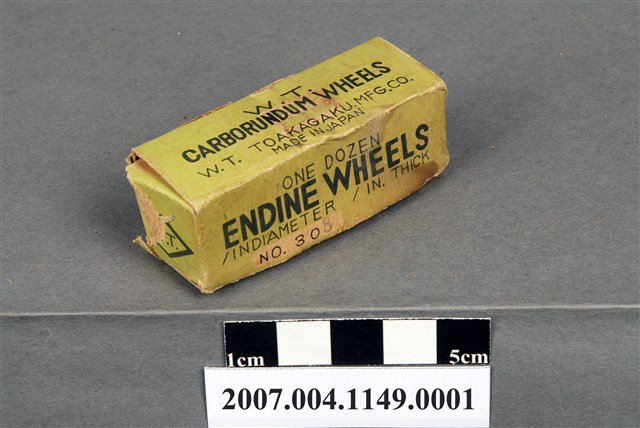 W.T.
CARBORUNDUM WHEELS
W.T. TOAKAGAKU.MFG.CO.
MADE IN JAPAN
ONE DOZEN
ENDINE WHEELS
/INDIAMETER / IN. THICK
NO. 308
W.T.
1cm 5cm
2007.004.1149.0001